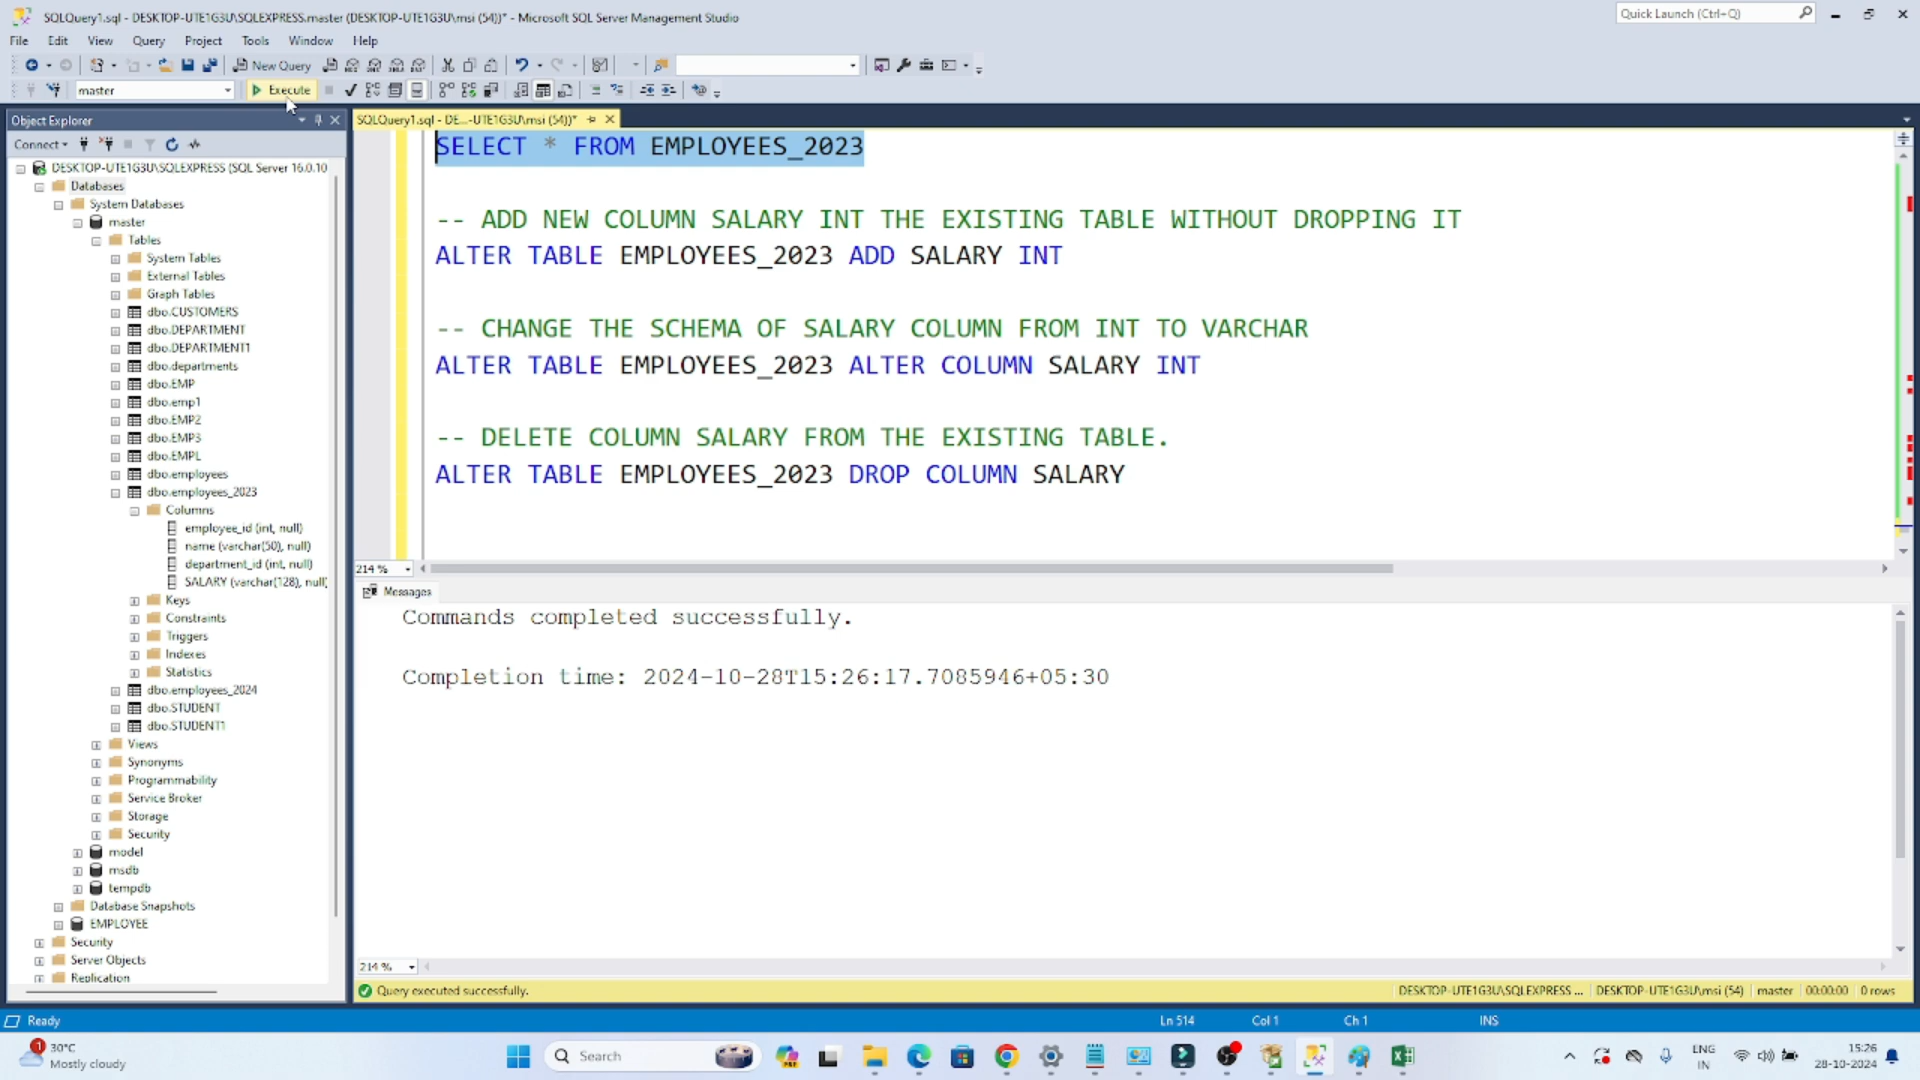 SQLQuery1.sql - DESKTOP-UTE1G3U\SQLEXPRESS.master (DESKTOP-UTE1G3U\msi (54))* - Microsoft SQL Server Management Studio
Quick Launch (Ctrl+Q)
File Edit View Query Project Tools Window Help
New Query
master
Execute
Object Explorer
SQLQuery1.sql - DE...-UTE1G3U\msi (54))*
Connect
DESKTOP-UTE1G3U\SQLEXPRESS (SQL Server 16.0.10
Databases
System Databases
master
Tables
System Tables
External Tables
Graph Tables
dbo.CUSTOMERS
dbo.DEPARTMENT
dbo.DEPARTMENT1
dbo.departments
dbo.EMP
dbo.emp1
dbo.EMP2
dbo.EMP3
dbo.EMPL
dbo.employees
dbo.employees_2023
Columns
employee_id (int, null)
name (varchar(50), null)
department_id (int, null)
SALARY (varchar(128), null
Keys
Constraints
Triggers
Indexes
Statistics
dbo.employees_2024
dbo.STUDENT
dbo.STUDENT1
Views
Synonyms
Programmability
Service Broker
Storage
Security
model
msdb
tempdb
Database Snapshots
EMPLOYEE
Security
Server Objects
Replication
SELECT * FROM EMPLOYEES_2023
-- ADD NEW COLUMN SALARY INT THE EXISTING TABLE WITHOUT DROPPING IT
ALTER TABLE EMPLOYEES_2023 ADD SALARY INT
-- CHANGE THE SCHEMA OF SALARY COLUMN FROM INT TO VARCHAR
ALTER TABLE EMPLOYEES_2023 ALTER COLUMN SALARY INT
-- DELETE COLUMN SALARY FROM THE EXISTING TABLE.
ALTER TABLE EMPLOYEES_2023 DROP COLUMN SALARY
214 %
Messages
Commands completed successfully.
Completion time: 2024-10-28T15:26:17.7085946+05:30
214 %
Query executed successfully.
DESKTOP-UTE1G3U\SQLEXPRESS ... DESKTOP-UTE1G3U\msi (54) master 00:00:00 0 rows
Ready
Ln 514 Col 1 Ch 1 INS
1
30°C
Mostly cloudy
Search
ENG
IN
15:26
28-10-2024